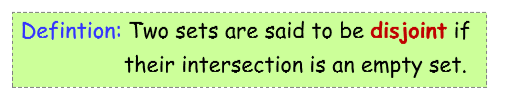 Defintion: Two sets are said to be disjoint if
their intersection is an empty set.